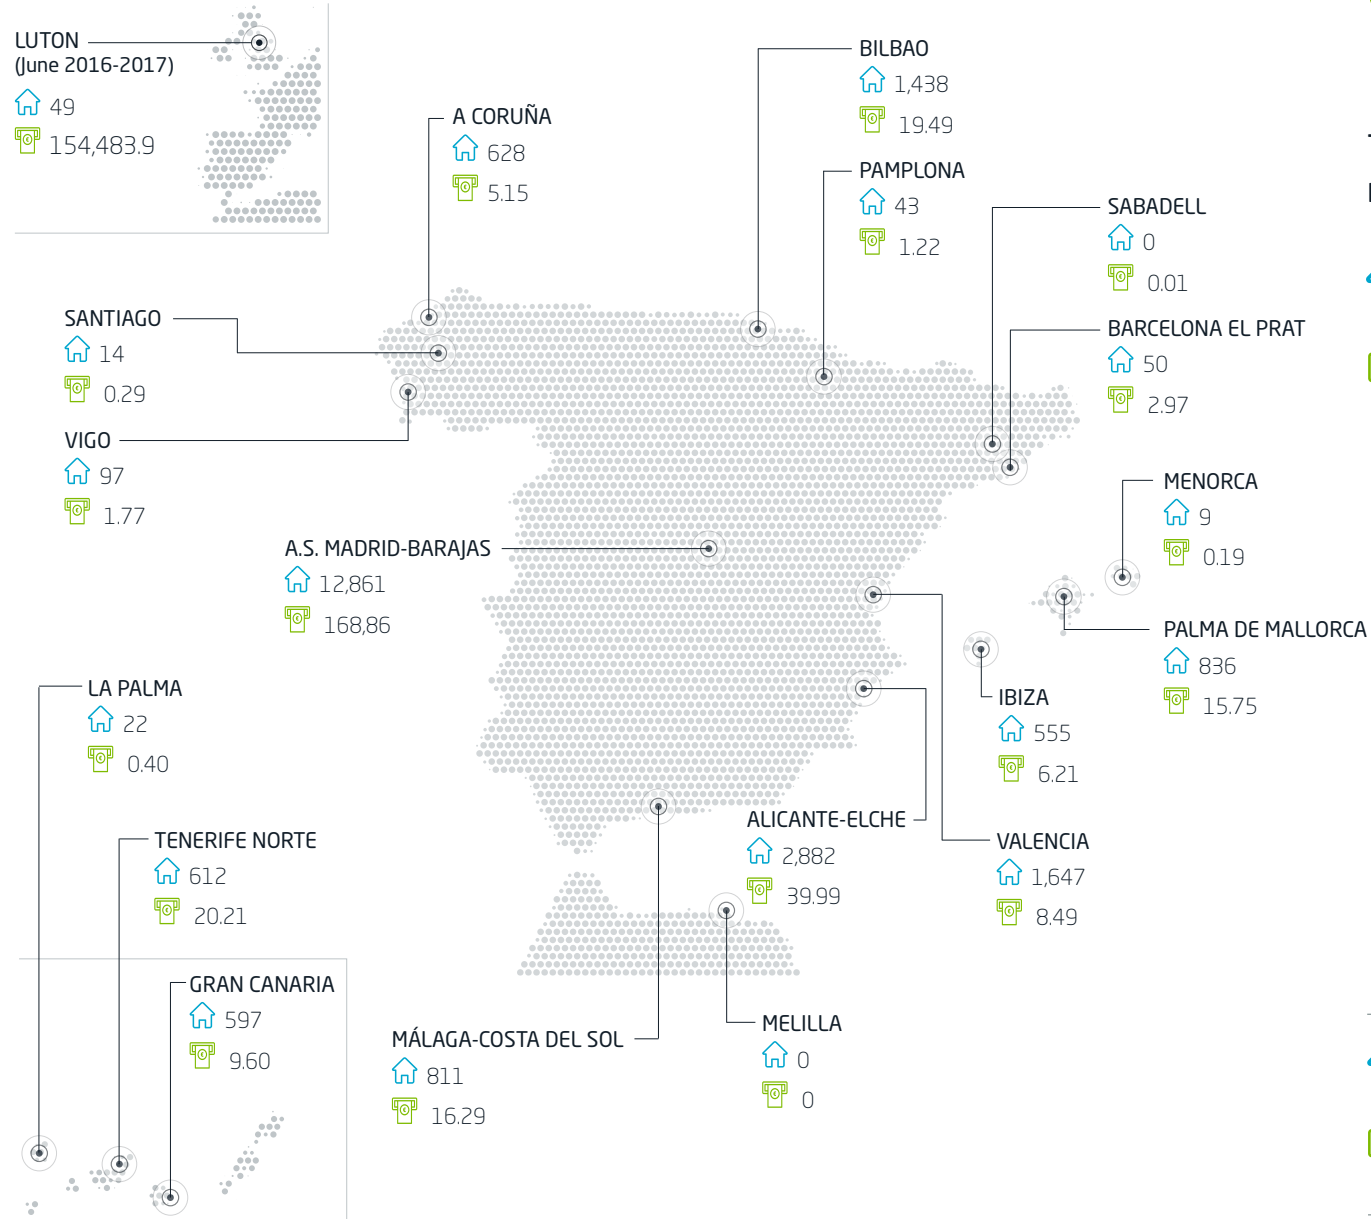 LUTON
(June 2016-2017)
49
154,483.9
A CORUÑA
628
5.15
BILBAO
1,438
19.49
PAMPLONA
43
1.22
SABADELL
0
0.01
SANTIAGO
14
0.29
BARCELONA EL PRAT
50
2.97
VIGO
97
1.77
MENORCA
9
0.19
A.S. MADRID-BARAJAS
12,861
168,86
PALMA DE MALLORCA
836
15.75
LA PALMA
22
0.40
IBIZA
555
6.21
TENERIFE NORTE
612
20.21
ALICANTE-ELCHE
2,882
39.99
VALENCIA
1,647
8.49
GRAN CANARIA
597
9.60
MÁLAGA-COSTA DEL SOL
811
16.29
MELILLA
0
0